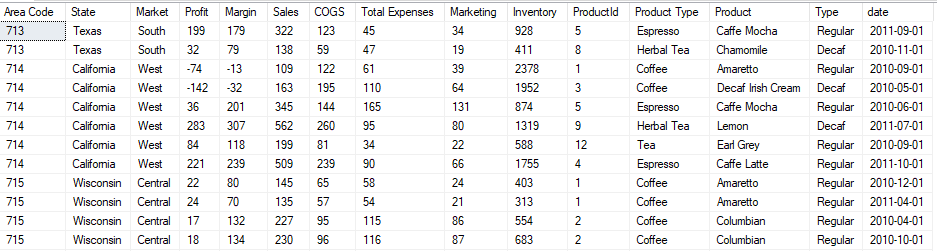 Area Code State Market Profit Margin Sales COGS Total Expenses Marketing Inventory ProductId Product Type Product Type date
713 Texas South 199 179 322 123 45 34 928 5 Espresso Caffe Mocha Regular 2011-09-01
713 Texas South 32 79 138 59 47 19 411 8 Herbal Tea Chamomile Decaf 2010-11-01
714 California West -74 -13 109 122 61 39 2378 1 Coffee Amaretto Regular 2010-09-01
714 California West -142 -32 163 195 110 64 1952 3 Coffee Decaf Irish Cream Decaf 2010-05-01
714 California West 36 201 345 144 165 131 874 5 Espresso Caffe Mocha Regular 2010-06-01
714 California West 283 307 562 260 95 80 1319 9 Herbal Tea Lemon Decaf 2011-07-01
714 California West 84 118 199 81 34 22 588 12 Tea Earl Grey Regular 2010-09-01
714 California West 221 239 509 239 90 66 1755 4 Espresso Caffe Latte Regular 2011-10-01
715 Wisconsin Central 22 80 145 65 58 24 403 1 Coffee Amaretto Regular 2010-12-01
715 Wisconsin Central 24 70 135 57 54 21 313 1 Coffee Amaretto Regular 2011-04-01
715 Wisconsin Central 17 132 227 95 115 86 554 2 Coffee Columbian Regular 2010-04-01
715 Wisconsin Central 18 134 230 96 116 87 683 2 Coffee Columbian Regular 2010-10-01